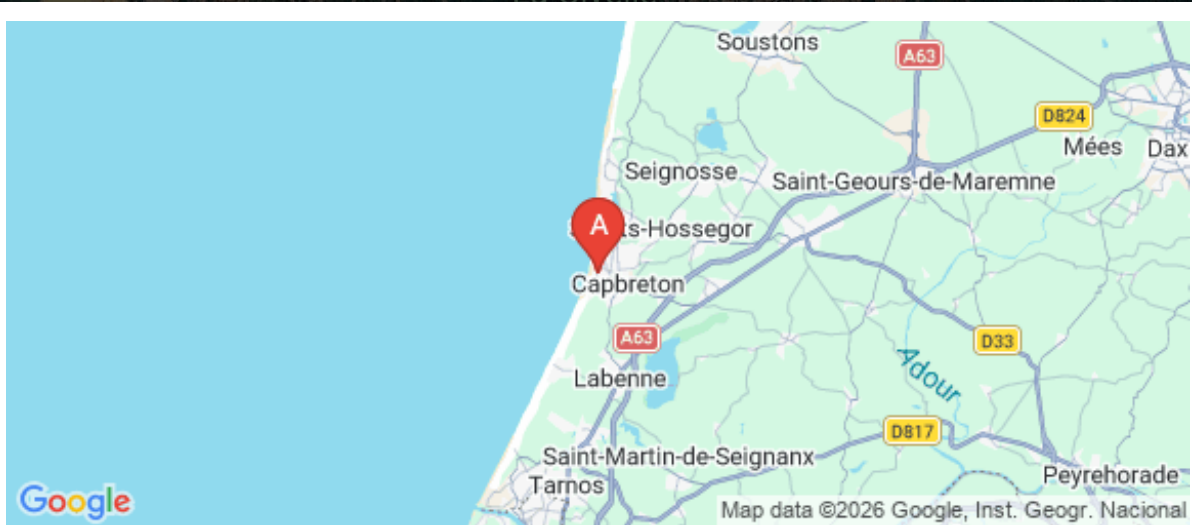 Soustons
A63
D824
Mées
Dax
Seignosse
Saint-Geours-de-Maremne
A
ts-Hossegor
Capbreton
A63
D33
Labenne
Adour
D817
Saint-Martin-de-Seignanx
Tarnos
Peyrehorade
Google
Map data ©2026 Google, Inst. Geogr. Nacional